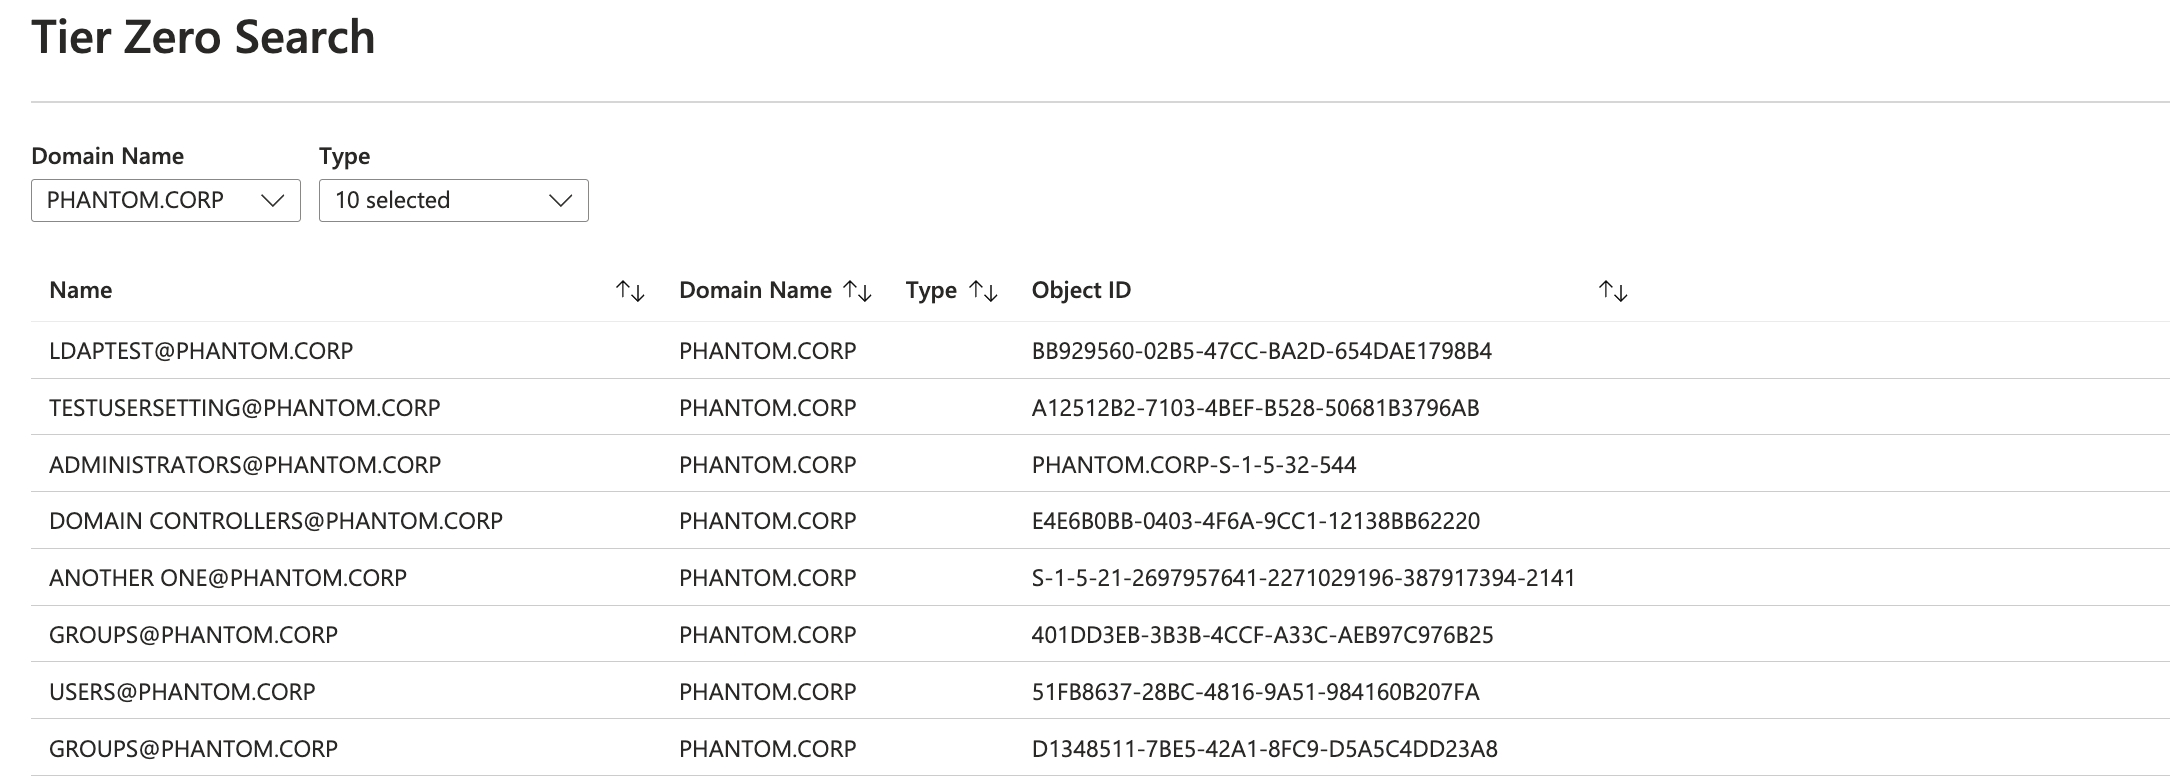 Tier Zero Search
Domain Name Type
PHANTOM.CORP 10 selected
Name Domain Name Type Object ID
LDAPTEST@PHANTOM.CORP PHANTOM.CORP BB929560-02B5-47CC-BA2D-654DAE1798B4
TESTUSERSETTING@PHANTOM.CORP PHANTOM.CORP A12512B2-7103-4BEF-B528-50681B3796AB
ADMINISTRATORS@PHANTOM.CORP PHANTOM.CORP PHANTOM.CORP-S-1-5-32-544
DOMAIN CONTROLLERS@PHANTOM.CORP PHANTOM.CORP E4E6B0BB-0403-4F6A-9CC1-12138BB62220
ANOTHER ONE@PHANTOM.CORP PHANTOM.CORP S-1-5-21-2697957641-2271029196-387917394-2141
GROUPS@PHANTOM.CORP PHANTOM.CORP 401DD3EB-3B3B-4CCF-A33C-AEB97C976B25
USERS@PHANTOM.CORP PHANTOM.CORP 51FB8637-28BC-4816-9A51-984160B207FA
GROUPS@PHANTOM.CORP PHANTOM.CORP D1348511-7BE5-42A1-8FC9-D5A5C4DD23A8